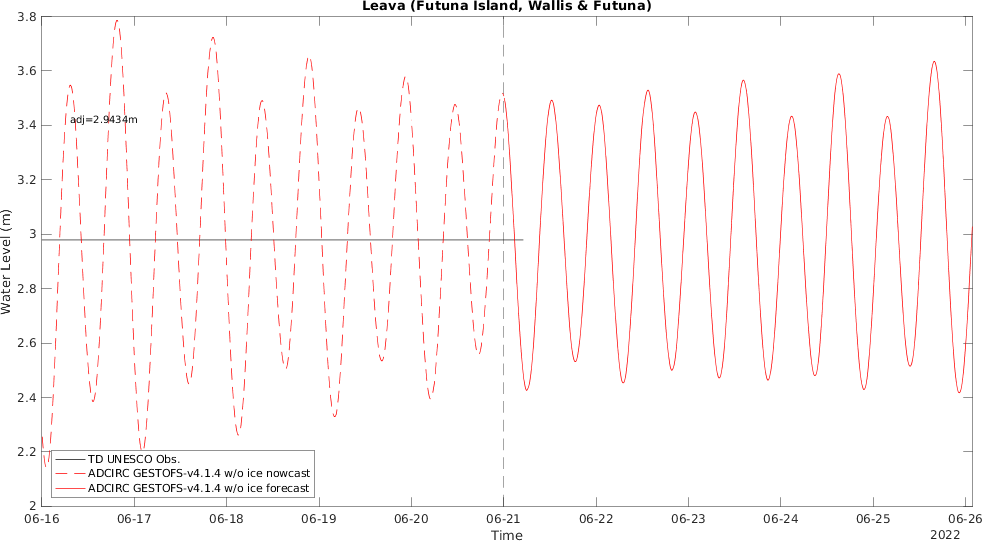 Leava (Futuna Island, Wallis & Futuna)
3.8
3.6
3.4
3.2
3
2.8
2.6
2.4
2.2
2
Water Level (m)
adj=2.9434m
TD UNESCO Obs.
ADCIRC GESTOFS-v4.1.4 w/o ice nowcast
ADCIRC GESTOFS-v4.1.4 w/o ice forecast
06-16 06-17 06-18 06-19 06-20 06-21 06-22 06-23 06-24 06-25 06-26
Time
2022